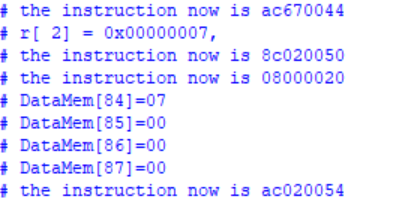 # the instruction now is ac670044
# r[ 2] = 0x00000007,
# the instruction now is 8c020050
# the instruction now is 08000020
# DataMem[84]=07
# DataMem[85]=00
# DataMem[86]=00
# DataMem[87]=00
# the instruction now is ac020054